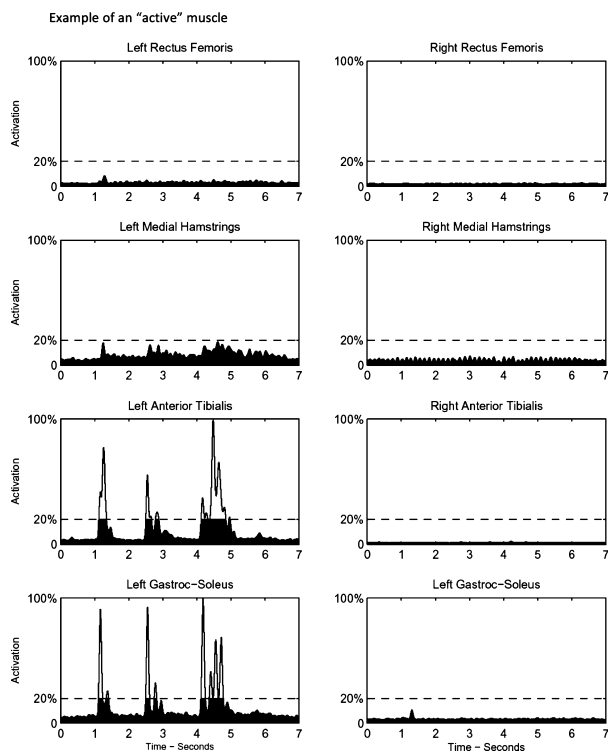 Example of an “active” muscle
Left Rectus Femoris
Right Rectus Femoris
100%
20%
0
Activation
0 1 2 3 4 5 6 7
100%
20%
0
0 1 2 3 4 5 6 7
Left Medial Hamstrings
Right Medial Hamstrings
100%
20%
0
0 1 2 3 4 5 6 7
100%
20%
0
0 1 2 3 4 5 6 7
Left Anterior Tibialis
Right Anterior Tibialis
100%
20%
0
Activation
0 1 2 3 4 5 6 7
100%
20%
0
0 1 2 3 4 5 6 7
Left Gastroc−Soleus
Left Gastroc−Soleus
100%
20%
0
Activation
0 1 2 3 4 5 6 7
Time − Seconds
100%
20%
0
0 1 2 3 4 5 6 7
Time − Seconds